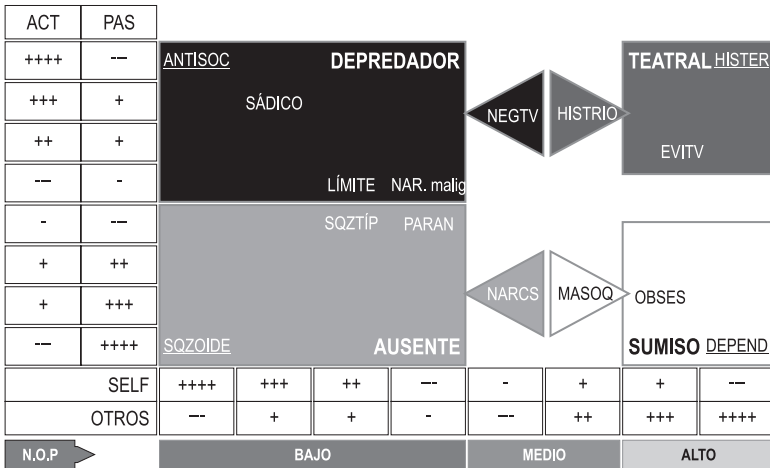 ACT PAS
++++ --- ANTISOC DEPREDADOR TEATRAL HISTER
+++ + SÁDICO NEGTV HISTRIO
++ + EVITV
--- - LÍMITE NAR. malig
- --- SQZTÍP PARAN
+ ++
+ +++ NARCS MASOQ OBSES
--- ++++ SQZOIDE AUSENTE SUMISO DEPEND
SELF ++++ +++ ++ --- - + + ---
OTROS --- + + - --- ++ +++ ++++
N.O.P BAJO MEDIO ALTO